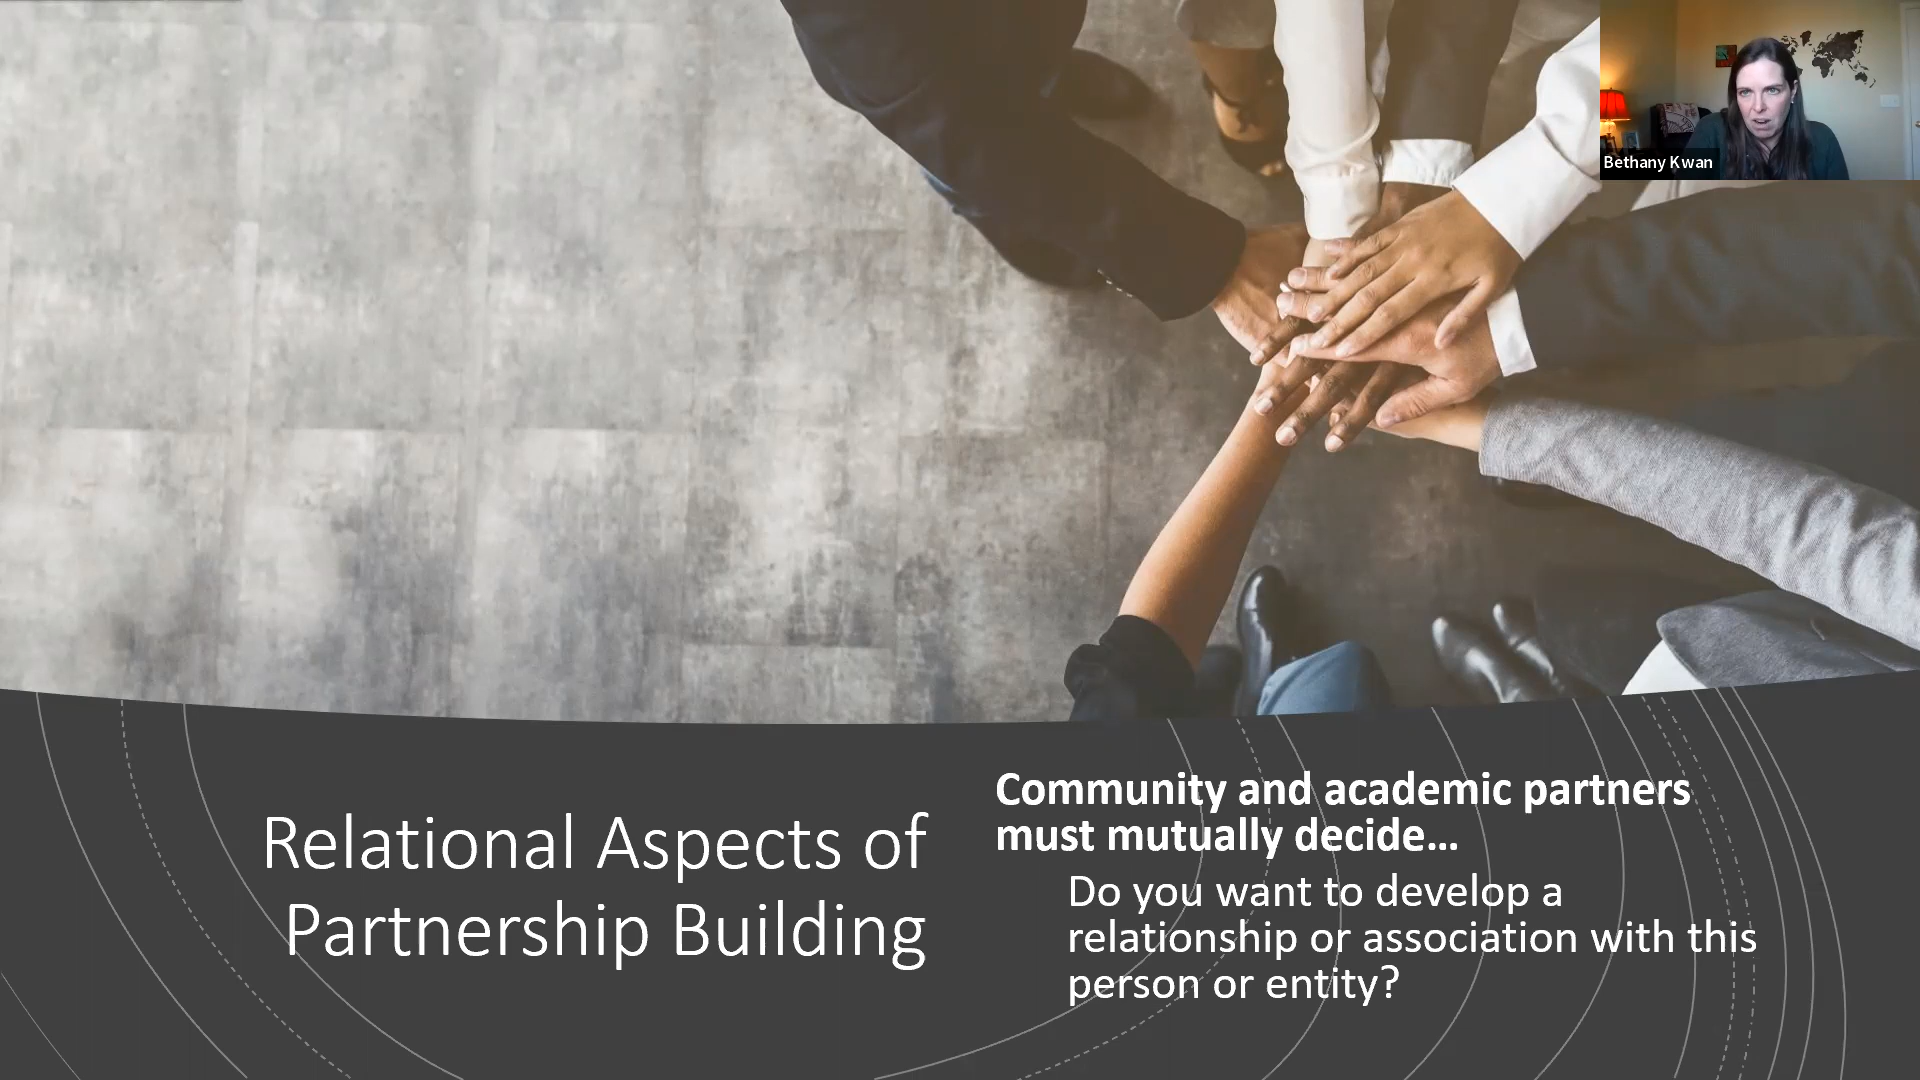 Bethany Kwan
Relational Aspects of
Partnership Building
Community and academic partners
must mutually decide...
Do you want to develop a
relationship or association with this
person or entity?